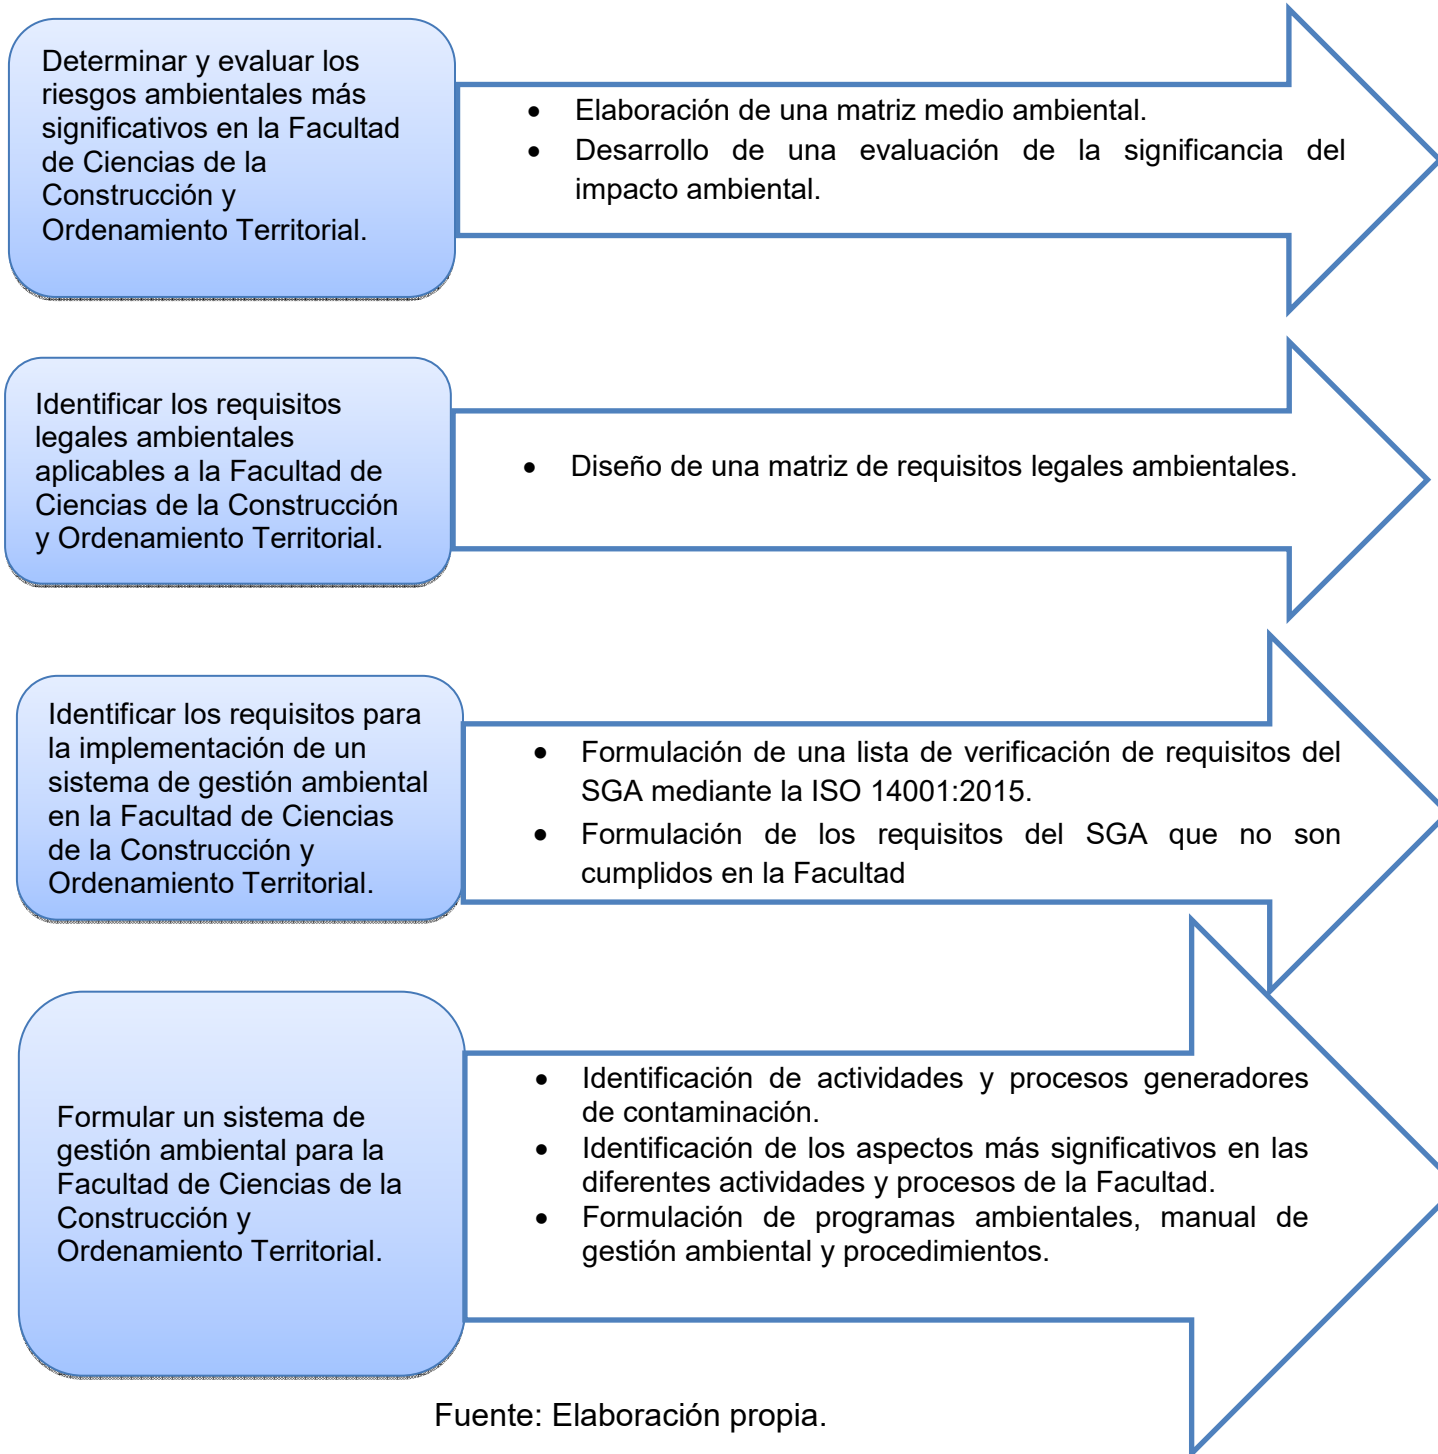 Determinar y evaluar los
riesgos ambientales más
significativos en la Facultad
de Ciencias de la
Construcción y
Ordenamiento Territorial.
• Elaboración de una matriz medio ambiental.
• Desarrollo de una evaluación de la significancia del
impacto ambiental.
Identificar los requisitos
legales ambientales
aplicables a la Facultad de
Ciencias de la Construcción
y Ordenamiento Territorial.
• Diseño de una matriz de requisitos legales ambientales.
Identificar los requisitos para
la implementación de un
sistema de gestión ambiental
en la Facultad de Ciencias
de la Construcción y
Ordenamiento Territorial.
• Formulación de una lista de verificación de requisitos del
SGA mediante la ISO 14001:2015.
• Formulación de los requisitos del SGA que no son
cumplidos en la Facultad
Formular un sistema de
gestión ambiental para la
Facultad de Ciencias de la
Construcción y
Ordenamiento Territorial.
• Identificación de actividades y procesos generadores
de contaminación.
• Identificación de los aspectos más significativos en las
diferentes actividades y procesos de la Facultad.
• Formulación de programas ambientales, manual de
gestión ambiental y procedimientos.
Fuente: Elaboración propia.